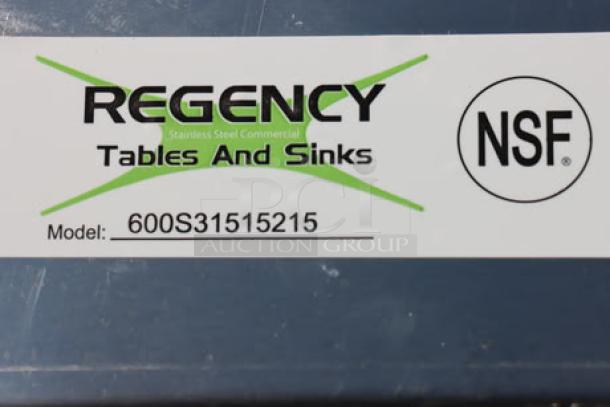 REGENCY
Stainless Steel Commercial
Tables And Sinks
NSF®
Model: 600S31515215
PCi
AUCTION GROUP